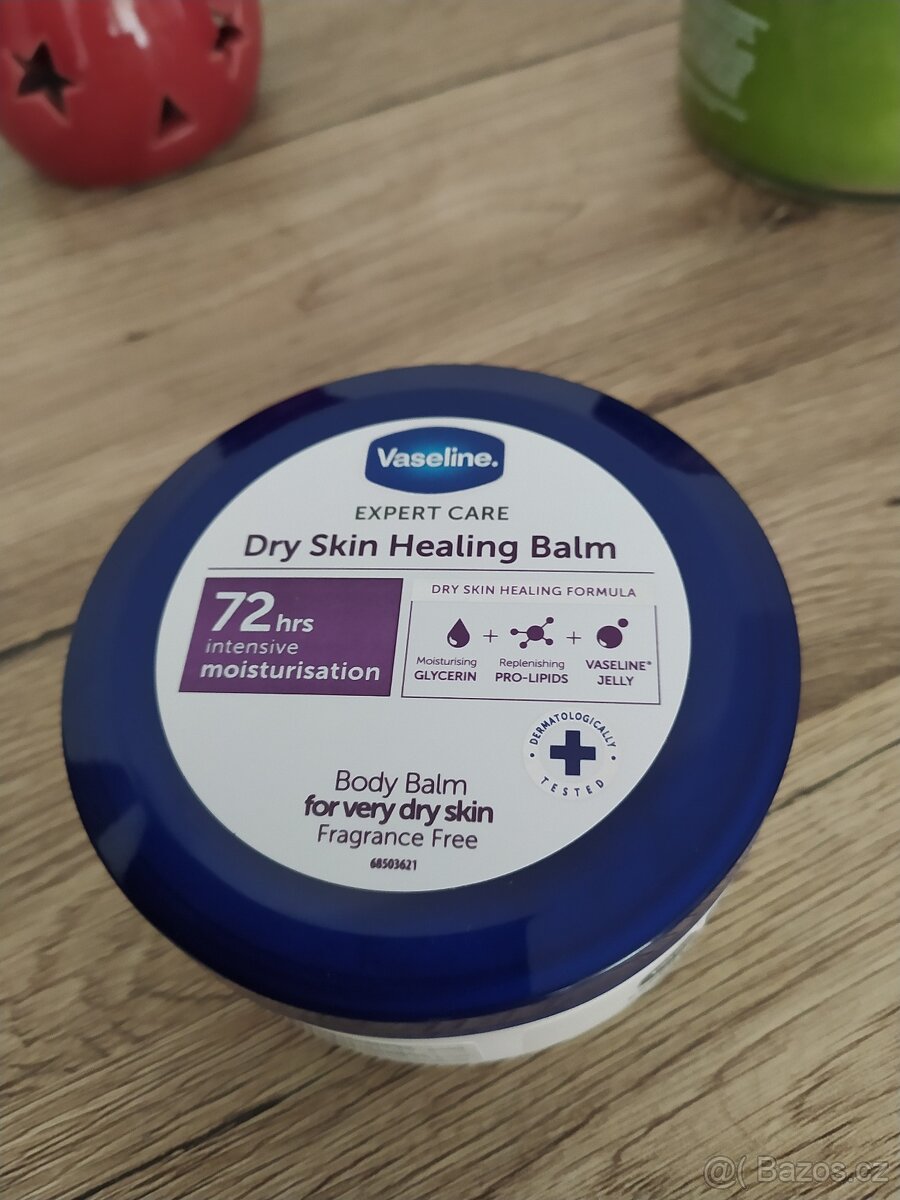 Vaseline.
EXPERT CARE
Dry Skin Healing Balm
72 hrs
intensive
moisturisation
DRY SKIN HEALING FORMULA
+ +
Moisturising
GLYCERIN
Replenishing
PRO-LIPIDS
VASELINE®
JELLY
DERMATOLOGICALLY
TESTED
Body Balm
for very dry skin
Fragrance Free
68503621
@( Bazos.cz